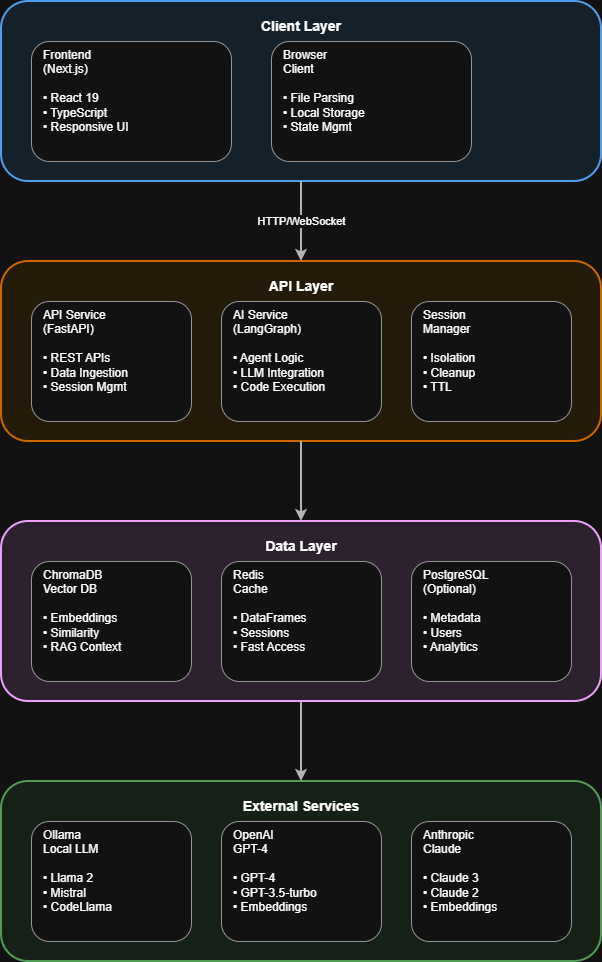 Client Layer
Frontend
(Next.js)
• React 19
• TypeScript
• Responsive UI
Browser
Client
• File Parsing
• Local Storage
• State Mgmt
HTTP/WebSocket
API Layer
API Service
(FastAPI)
• REST APIs
• Data Ingestion
• Session Mgmt
AI Service
(LangGraph)
• Agent Logic
• LLM Integration
• Code Execution
Session
Manager
• Isolation
• Cleanup
• TTL
Data Layer
ChromaDB
Vector DB
• Embeddings
• Similarity
• RAG Context
Redis
Cache
• DataFrames
• Sessions
• Fast Access
PostgreSQL
(Optional)
• Metadata
• Users
• Analytics
External Services
Ollama
Local LLM
• Llama 2
• Mistral
• CodeLlama
OpenAI
GPT-4
• GPT-4
• GPT-3.5-turbo
• Embeddings
Anthropic
Claude
• Claude 3
• Claude 2
• Embeddings